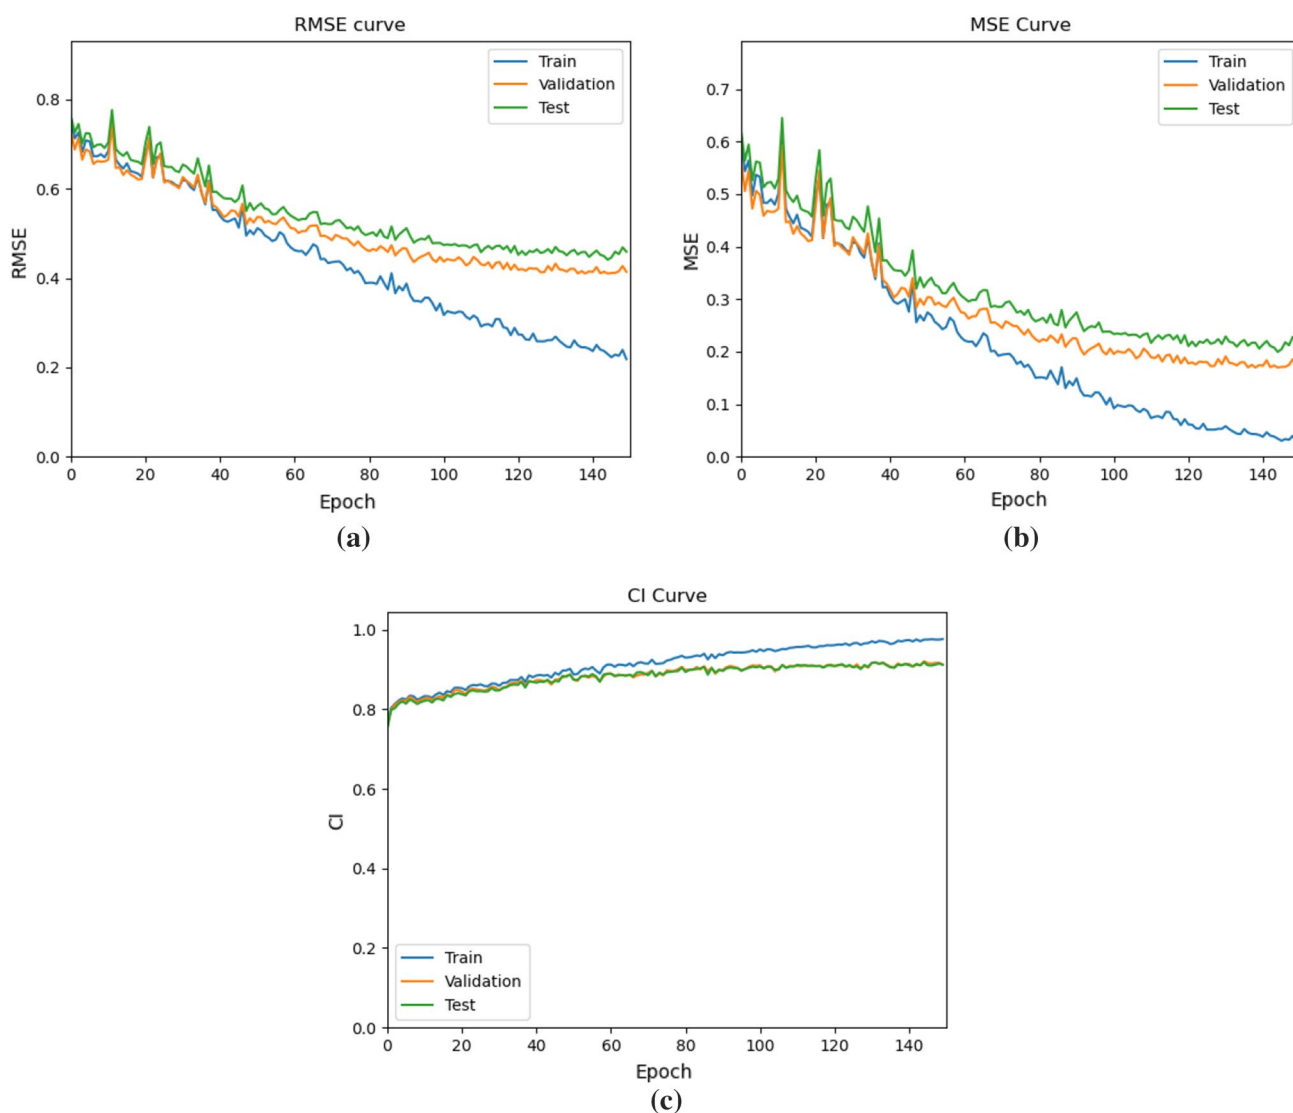 RMSE curve
RMSE
0.8
0.6
0.4
0.2
0.0
Train
Validation
Test
0 20 40 60 80 100 120 140
Epoch
(a)
MSE Curve
MSE
0.7
0.6
0.5
0.4
0.3
0.2
0.1
0.0
Train
Validation
Test
0 20 40 60 80 100 120 140
Epoch
(b)
CI Curve
CI
1.0
0.8
0.6
0.4
0.2
0.0
Train
Validation
Test
0 20 40 60 80 100 120 140
Epoch
(c)